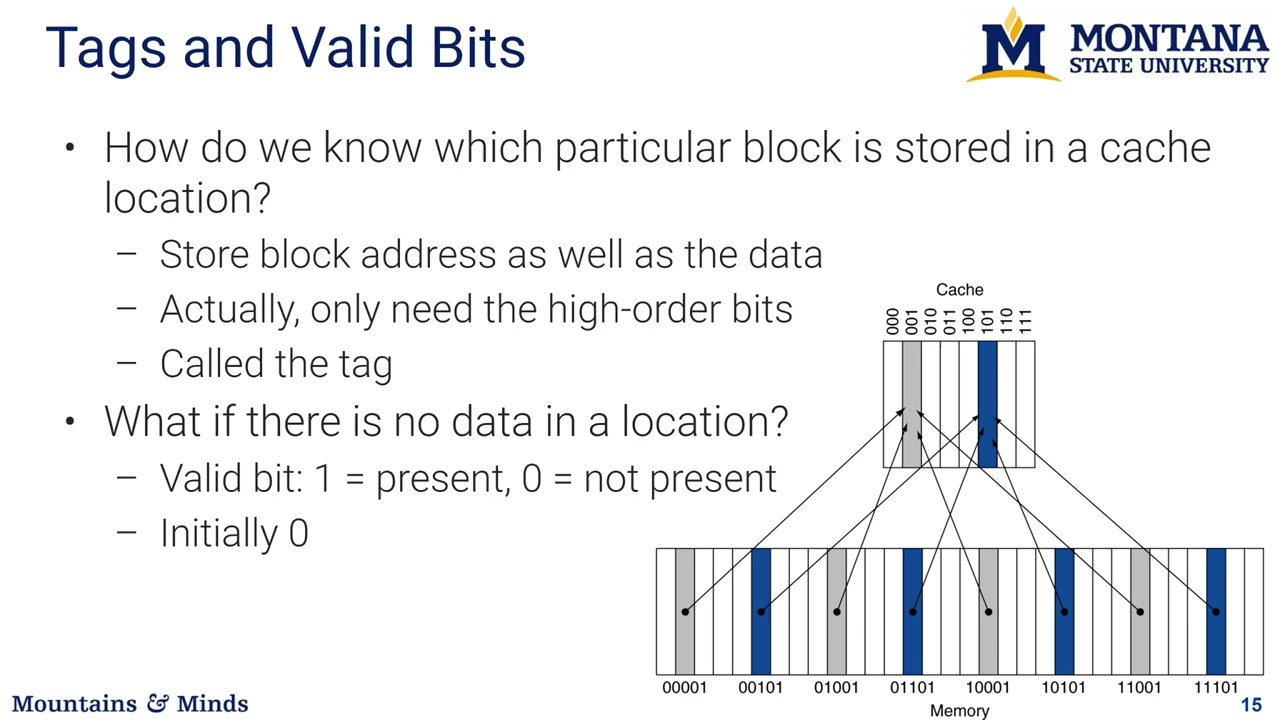 Tags and Valid Bits
MONTANA
STATE UNIVERSITY
• How do we know which particular block is stored in a cache
location?
– Store block address as well as the data
– Actually, only need the high-order bits
– Called the tag
• What if there is no data in a location?
– Valid bit: 1 = present, 0 = not present
– Initially 0
Cache
000 001 010 011 100 101 110 111
00001 00101 01001 01101 10001 10101 11001 11101
Memory
Mountains & Minds
15